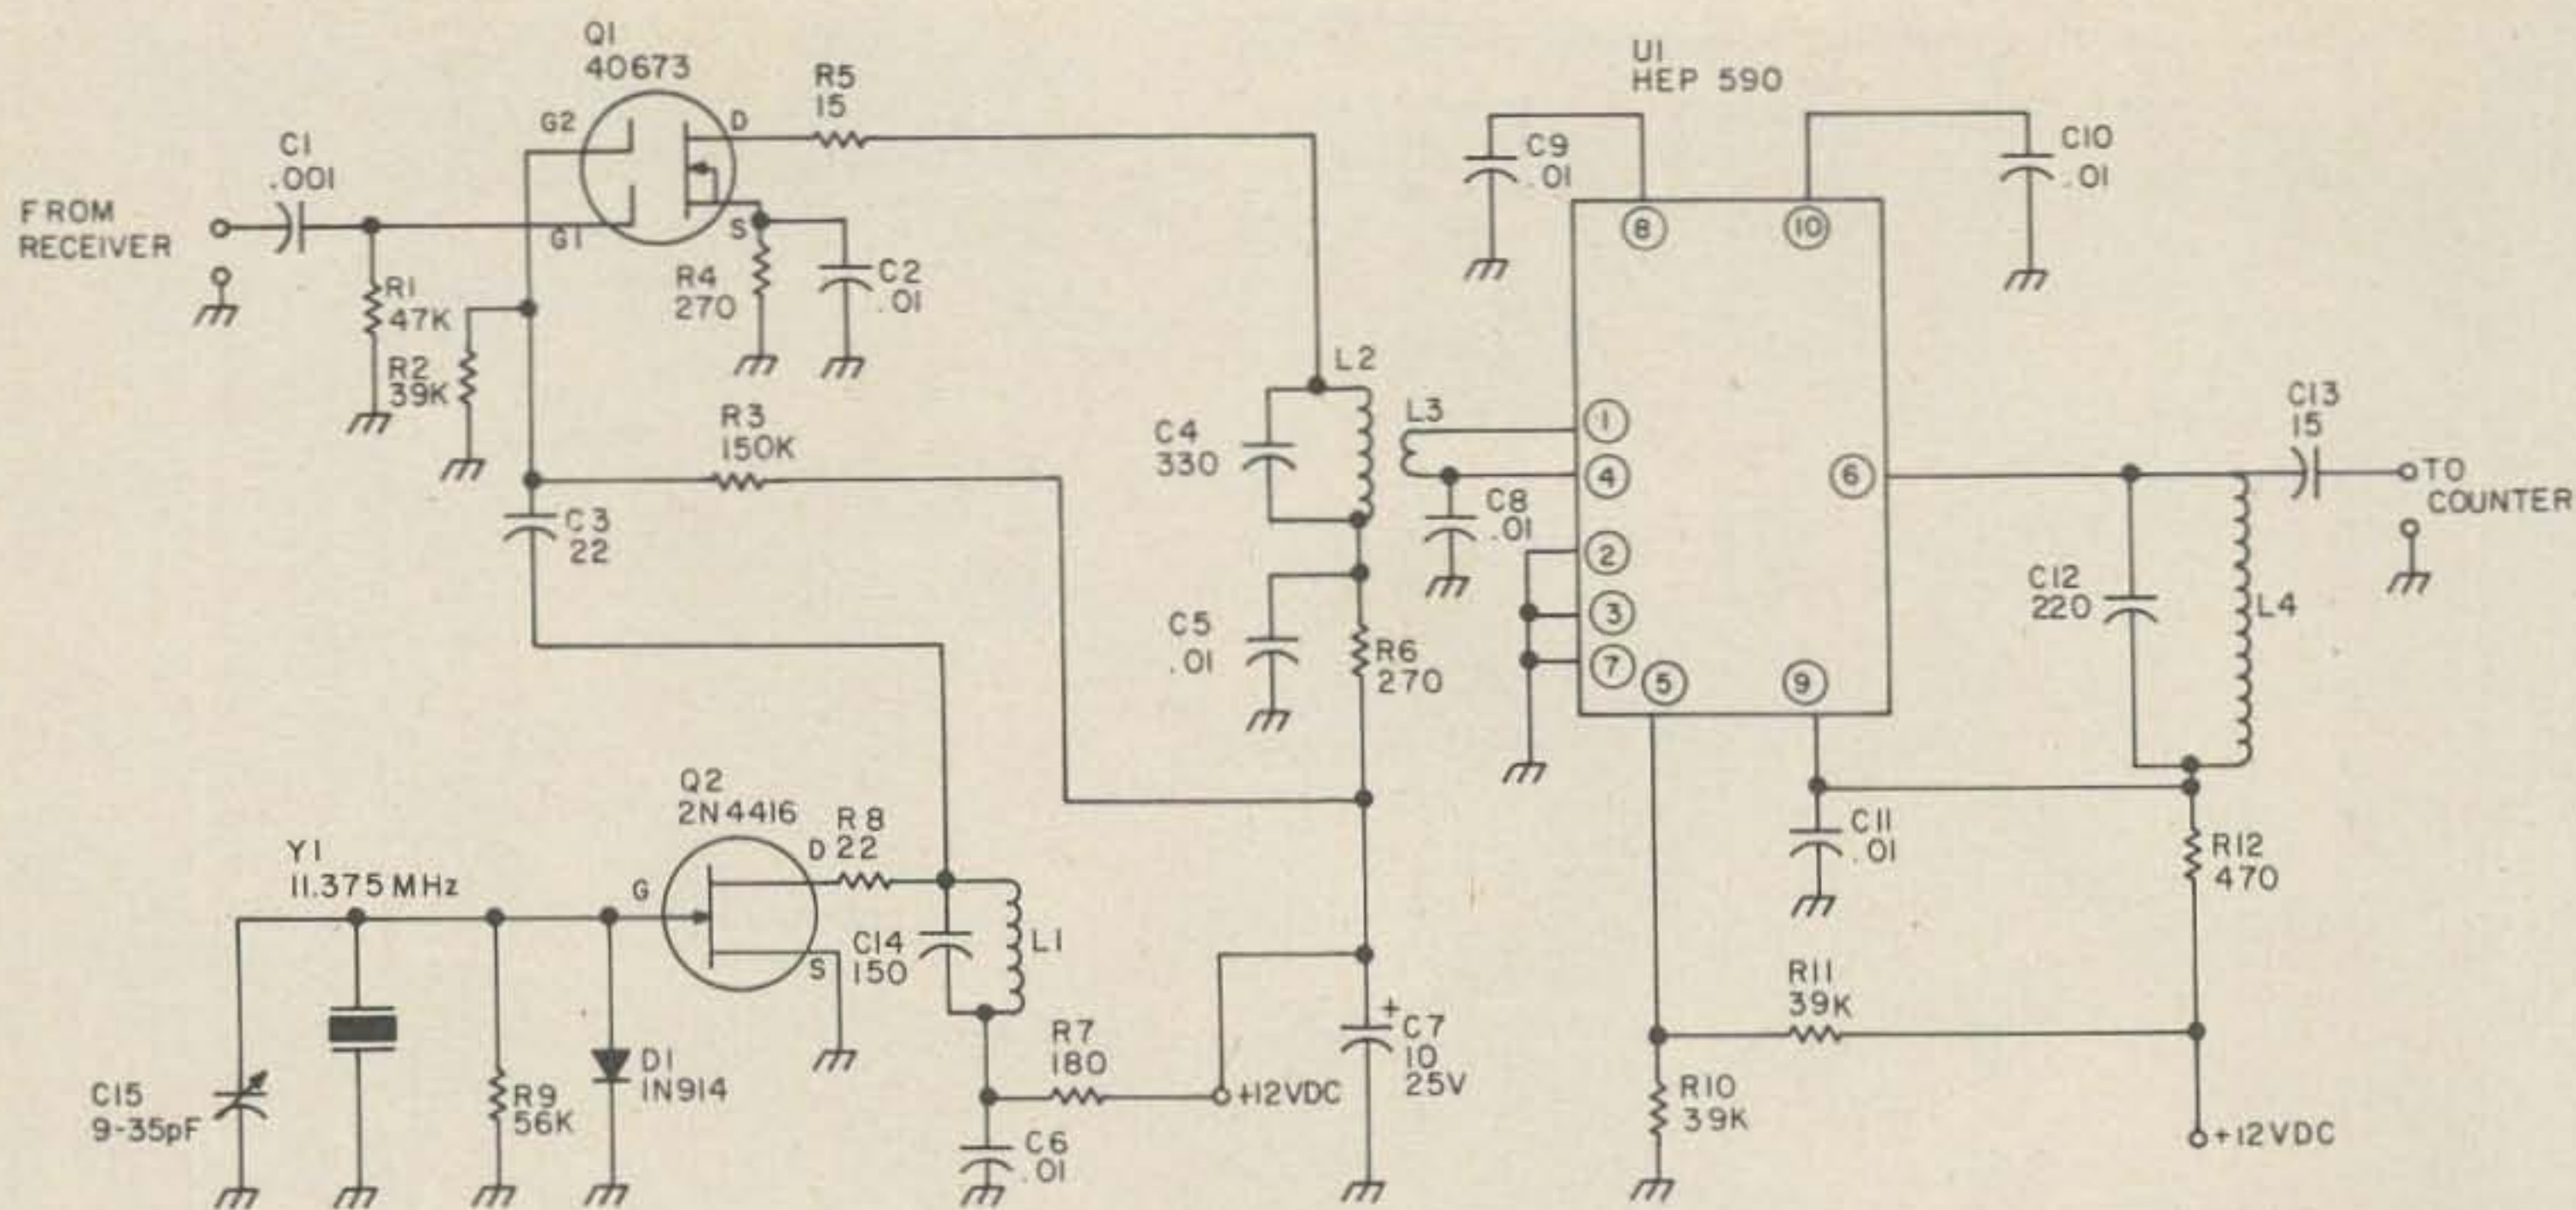 Q1
40673
R5
15
U1
HEP 590
G2
D
C1
.001
C9
.01
C10
.01
FROM
RECEIVER
G1
S
8
10
R4
270
C2
.01
R1
47K
R2
39K
L2
R3
150K
C4
330
L3
1
4
6
C13
15
TO
COUNTER
C3
22
C8
.01
2
3
7
5
9
C12
220
L4
C5
.01
R6
270
Q2
2N4416
R8
22
D
Y1
11.375 MHz
G
S
C14
150
L1
C11
.01
R12
470
R11
39K
R7
180
+
C7
10
25V
C15
9-35pF
R9
56K
D1
1N914
+12VDC
C6
.01
R10
39K
+12VDC